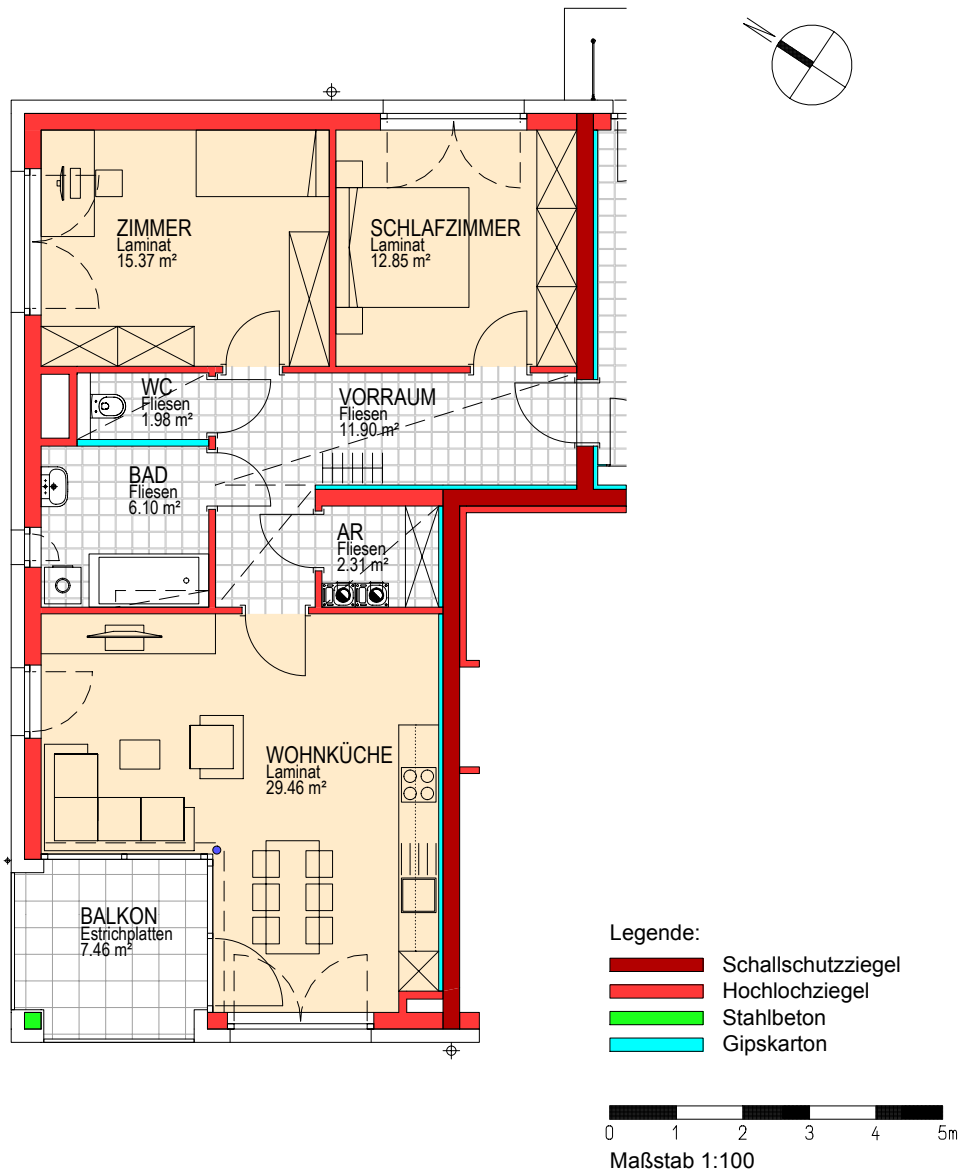 N
ZIMMER
Laminat
15.37 m²
SCHLAFZIMMER
Laminat
12.85 m²
WC
Fliesen
1.98 m²
VORRAUM
Fliesen
11.90 m²
BAD
Fliesen
6.10 m²
AR
Fliesen
2.31 m²
WOHNKÜCHE
Laminat
29.46 m²
BALKON
Estrichplatten
7.46 m²
Legende:
Schallschutzziegel
Hochlochziegel
Stahlbeton
Gipskarton
0 1 2 3 4 5m
Maßstab 1:100